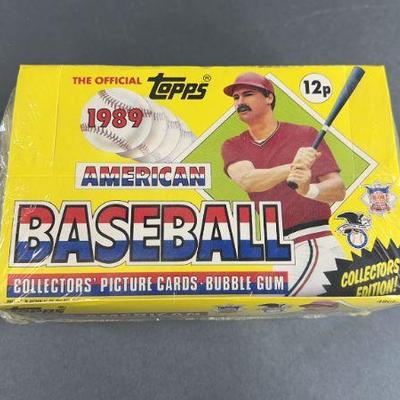 THE OFFICIAL Topps®
12p
1989
AMERICAN
BASEBALL
COLLECTORS' PICTURE CARDS·BUBBLE GUM
COLLECTORS
EDITION!